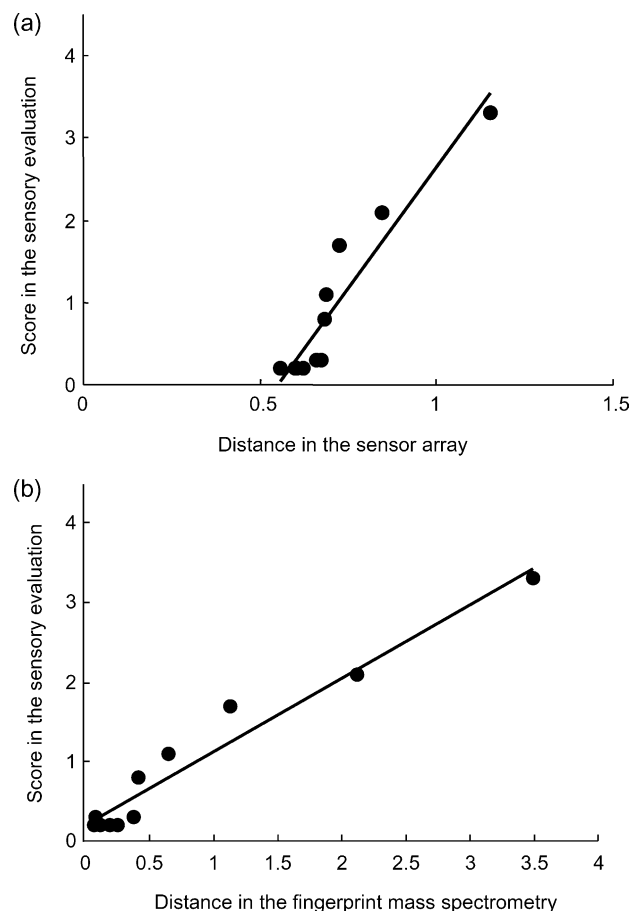 (a)
Score in the sensory evaluation
4
3
2
1
0
0 0.5 1 1.5
Distance in the sensor array
(b)
Score in the sensory evaluation
4
3
2
1
0
0 0.5 1 1.5 2 2.5 3 3.5 4
Distance in the fingerprint mass spectrometry